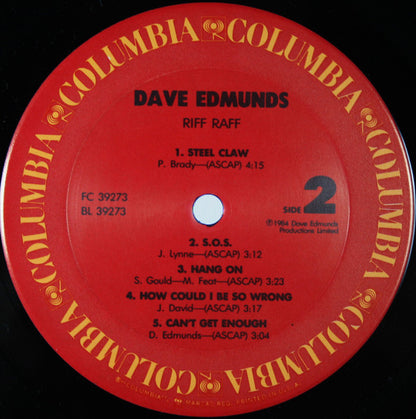 COLUMBIA COLUMBIA COLUMBIA COLUMBIA COLUMBIA COLUMBIA
DAVE EDMUNDS
RIFF RAFF
1. STEEL CLAW
P. Brady—(ASCAP) 4:15
FC 39273
BL 39273
SIDE 2
℗ 1984 Dave Edmunds
Productions Limited
2. S.O.S.
J. Lynne—(ASCAP) 3:12
3. HANG ON
S. Gould—M. Feat—(ASCAP) 3:23
4. HOW COULD I BE SO WRONG
J. David—(ASCAP) 3:17
5. CAN'T GET ENOUGH
D. Edmunds—(ASCAP) 3:04